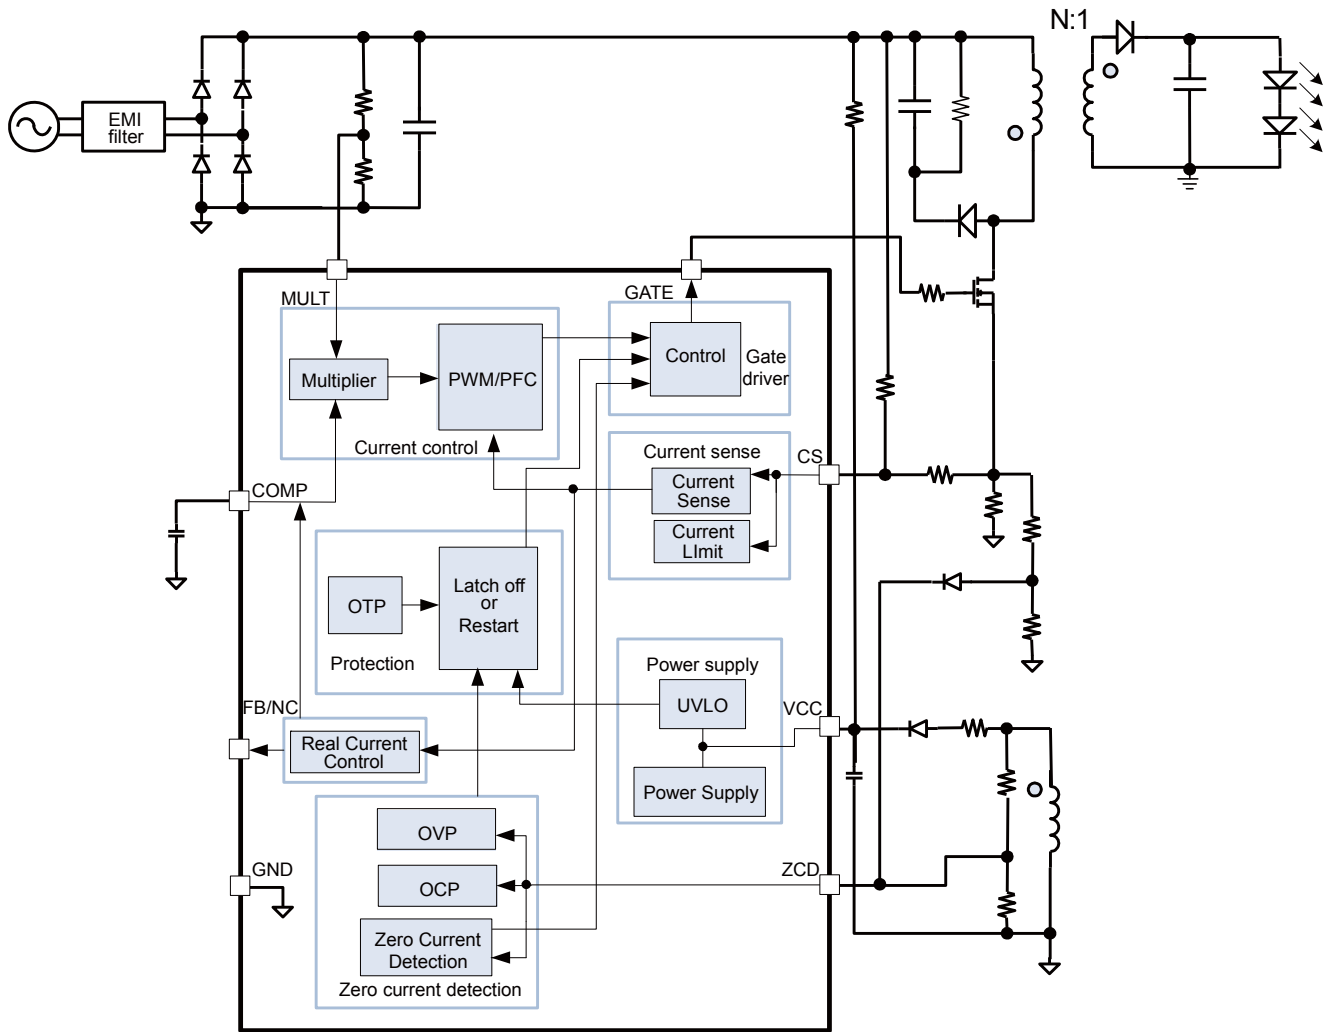 N:1
EMI
filter
MULT
GATE
Multiplier
PWM/PFC
Control
Gate
driver
Current control
Current sense
CS
Current
Sense
Current
LImit
COMP
OTP
Latch off
or
Restart
Protection
Power supply
UVLO
VCC
Power Supply
FB/NC
Real Current
Control
OVP
OCP
Zero Current
Detection
Zero current detection
GND
ZCD